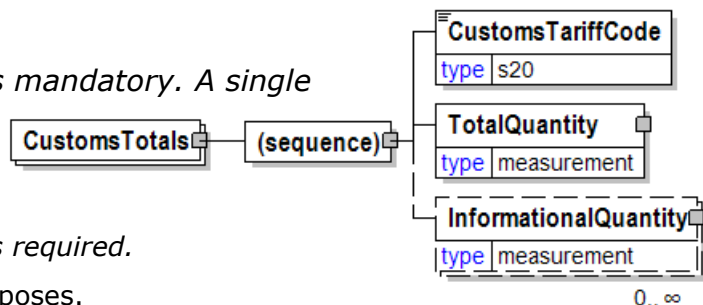 CustomsTariffCode
type s20
s mandatory. A single
TotalQuantity
CustomsTotals
(sequence)
type measurement
InformationalQuantity
s required.
type measurement
poses.
0..∞